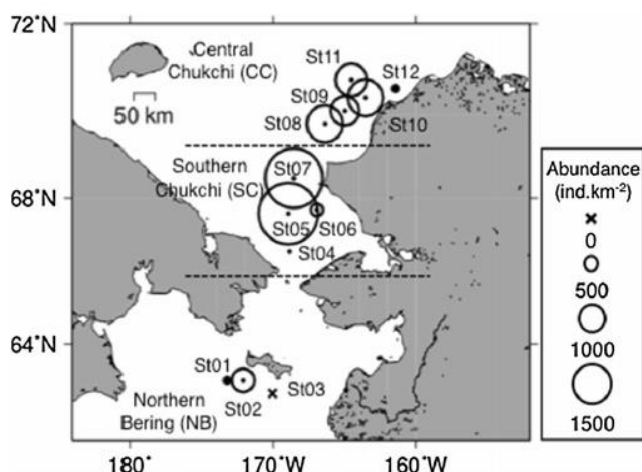 72°N
Central
Chukchi (CC)
50 km
St11
St12
St09
St08
St10
Southern
Chukchi (SC)
St07
68°N
St05
St06
St04
64°N
St01
St02
St03
Northern
Bering (NB)
180°
170°W
160°W
Abundance
(ind.km-2)
0
500
1000
1500